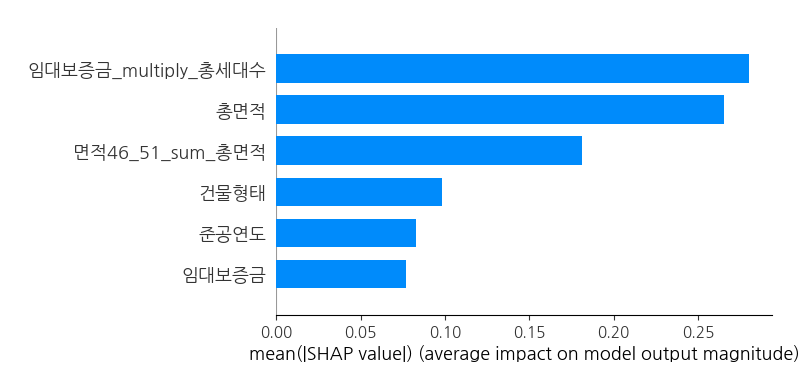 임대보증금_multiply_총세대수
총면적
면적46_51_sum_총면적
건물형태
준공연도
임대보증금
0.00 0.05 0.10 0.15 0.20 0.25
mean(|SHAP value|) (average impact on model output magnitude)